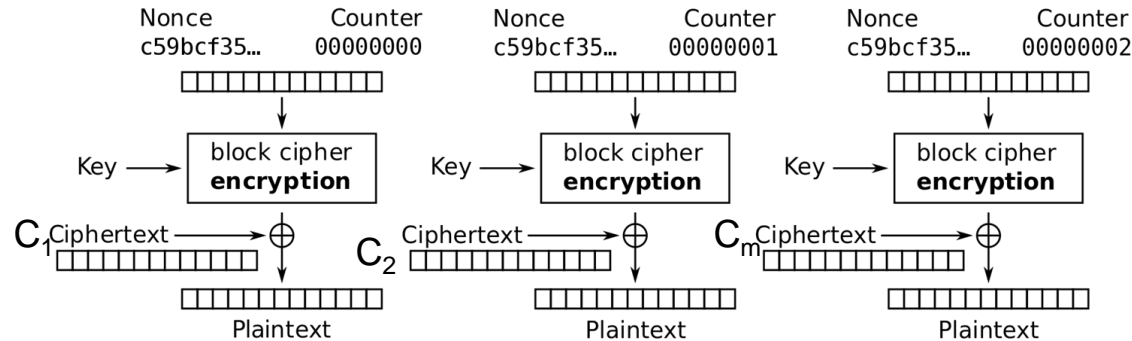 Nonce Counter Nonce Counter Nonce Counter
c59bcf35… 00000000 c59bcf35… 00000001 c59bcf35… 00000002
Key block cipher encryption Key block cipher encryption Key block cipher encryption
C1 Ciphertext C2 Ciphertext Cm Ciphertext
Plaintext Plaintext Plaintext